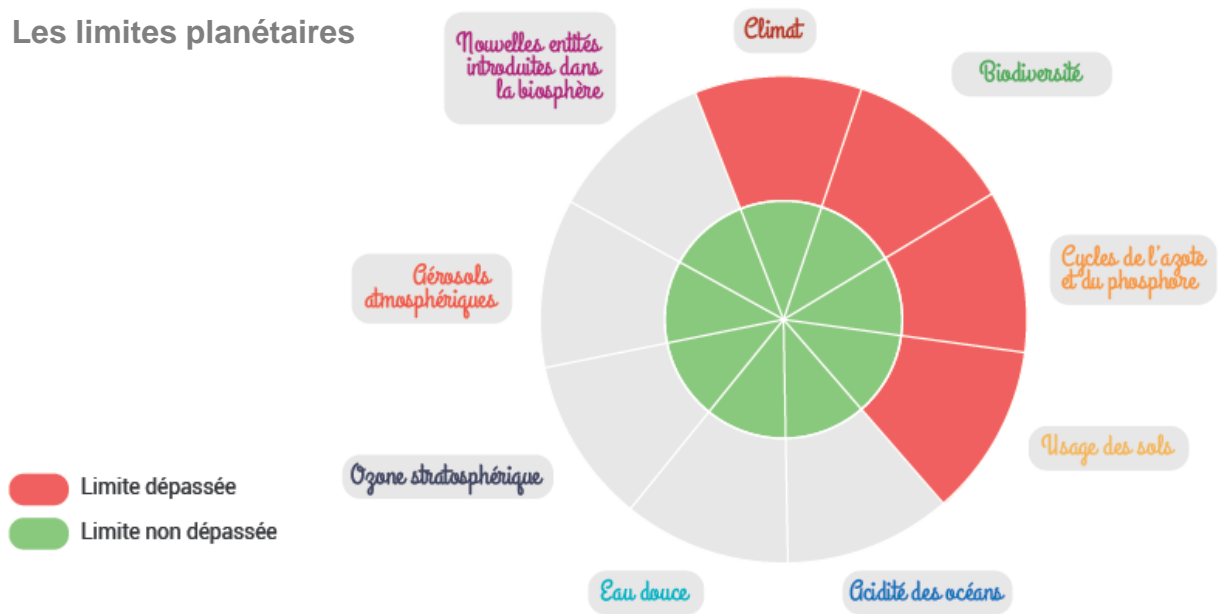 Les limites planétaires
Nouvelles entités
introduites dans
la biosphère
Climat
Biodiversité
Cycles de l'azote
et du phosphore
Aérosols
atmosphériques
Usage des sols
Ozone stratosphérique
Limite dépassée
Limite non dépassée
Eau douce
Acidité des océans